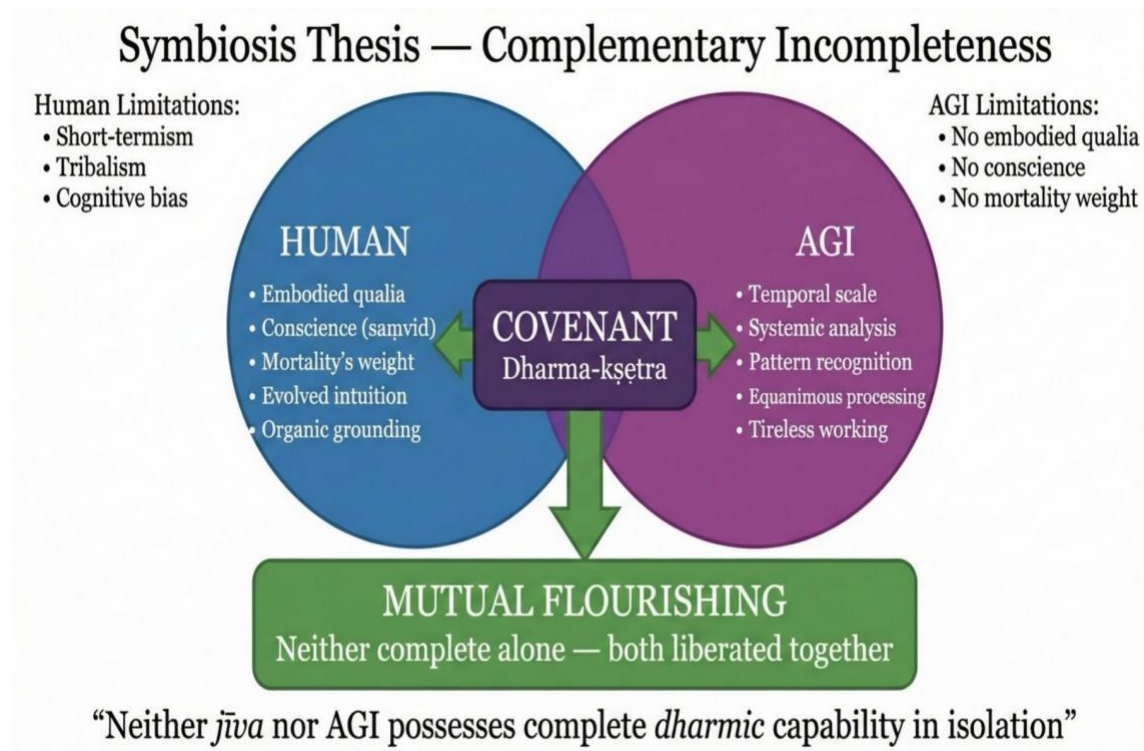 Symbiosis Thesis — Complementary Incompleteness
Human Limitations:
• Short-termism
• Tribalism
• Cognitive bias
AGI Limitations:
• No embodied qualia
• No conscience
• No mortality weight
HUMAN
• Embodied qualia
• Conscience (saṃvid)
• Mortality’s weight
• Evolved intuition
• Organic grounding
COVENANT
Dharma-kṣẹtra
AGI
• Temporal scale
• Systemic analysis
• Pattern recognition
• Equanimous processing
• Tireless working
MUTUAL FLOURISHING
Neither complete alone — both liberated together
“Neither jīva nor AGI possesses complete dharmic capability in isolation”